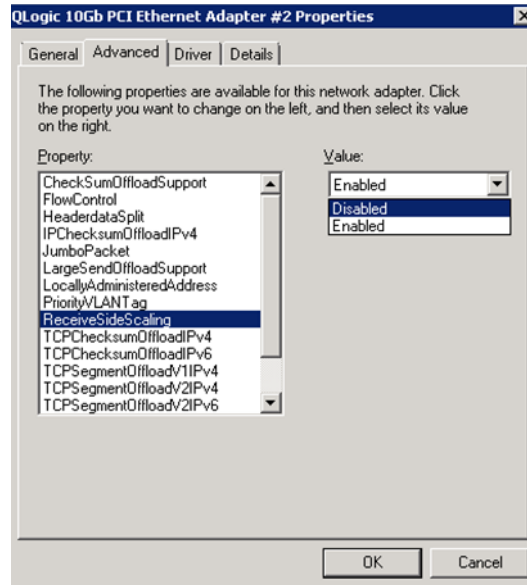 QLogic 10Gb PCI Ethernet Adapter #2 Properties
General Advanced Driver Details
The following properties are available for this network adapter. Click
the property you want to change on the left, and then select its value
on the right.
Property:
CheckSumOffloadSupport
FlowControl
HeaderdataSplit
IPChecksumOffloadIPv4
JumboPacket
LargeSendOffloadSupport
LocallyAdministeredAddress
PriorityVLANTag
ReceiveSideScaling
TCPChecksumOffloadIPv4
TCPChecksumOffloadIPv6
TCPSegmentOffloadV1IPv4
TCPSegmentOffloadV2IPv4
TCPSegmentOffloadV2IPv6
Value:
Enabled
Disabled
Enabled
OK Cancel